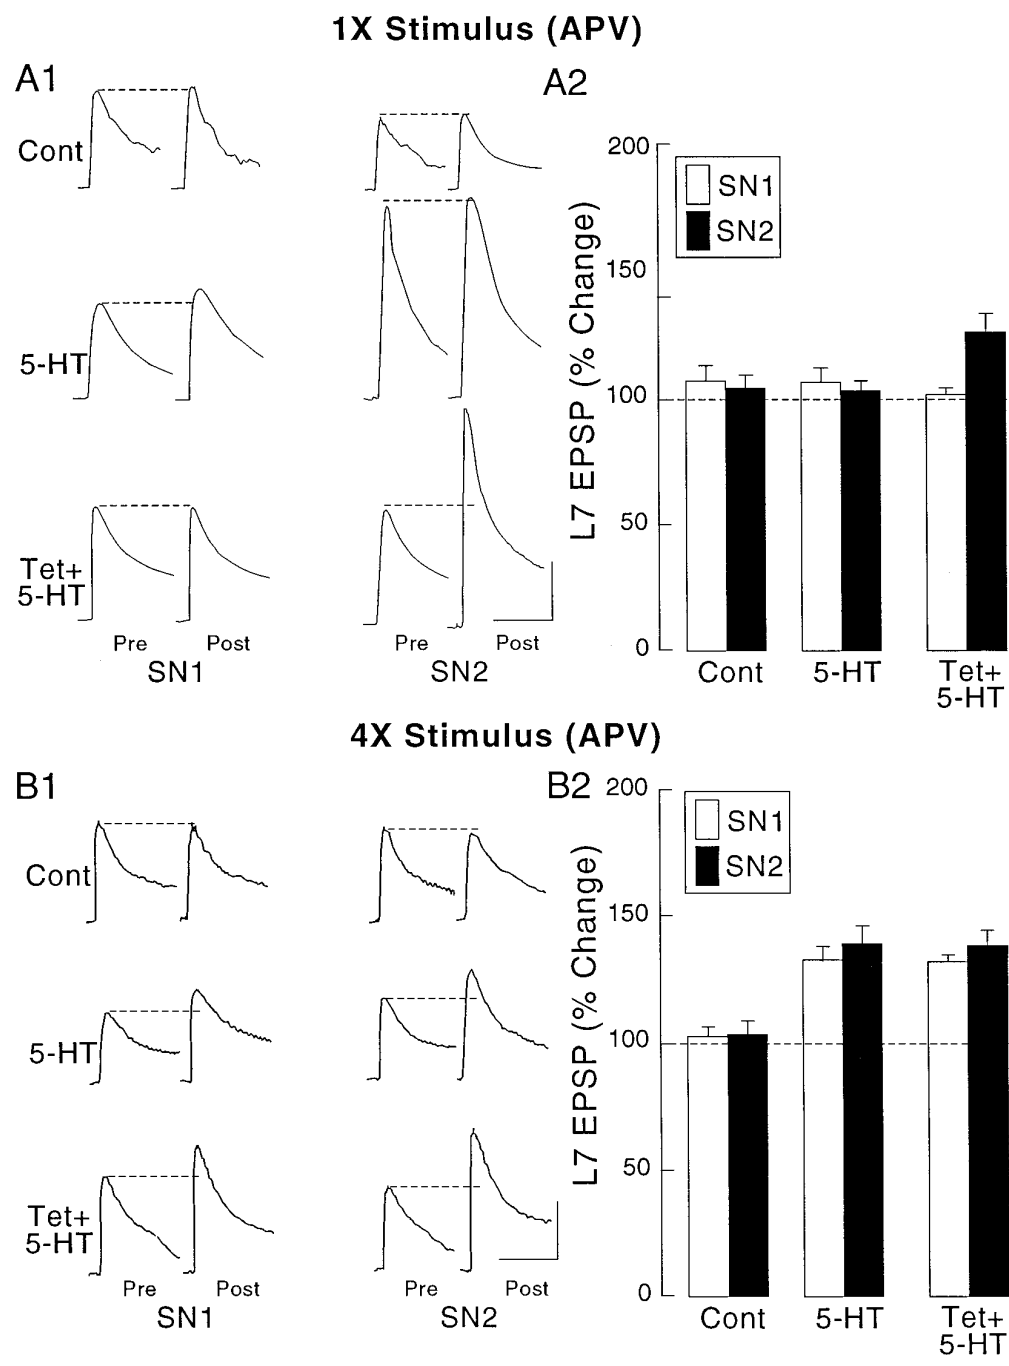 1X Stimulus (APV)
A1
Cont
5-HT
Tet+
5-HT
Pre
Post
SN1
Pre
Post
SN2
A2
L7 EPSP (% Change)
200
150
100
50
0
SN1
SN2
Cont
5-HT
Tet+
5-HT
4X Stimulus (APV)
B1
Cont
5-HT
Tet+
5-HT
Pre
Post
SN1
Pre
Post
SN2
B2
L7 EPSP (% Change)
200
150
100
50
0
SN1
SN2
Cont
5-HT
Tet+
5-HT